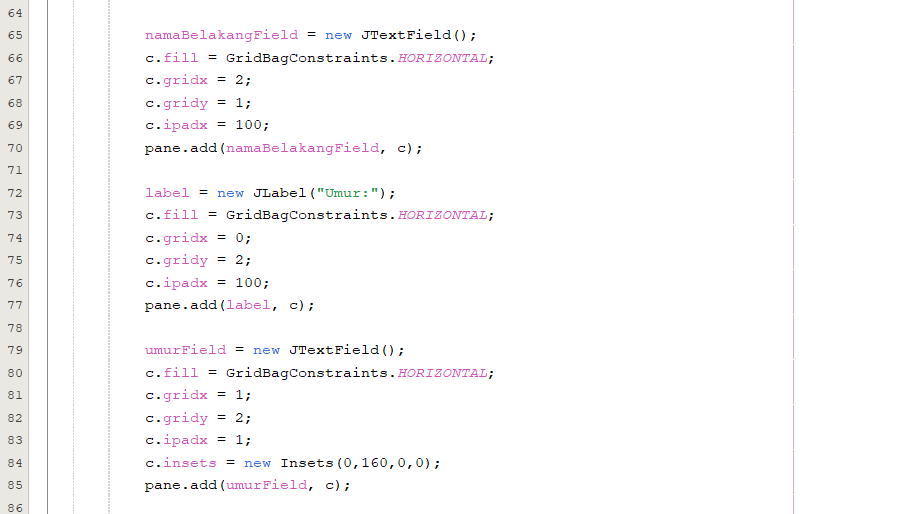 64
65 namaBelakangField = new JTextField();
66 c.fill = GridBagConstraints.HORIZONTAL;
67 c.gridx = 2;
68 c.gridy = 1;
69 c.ipadx = 100;
70 pane.add(namaBelakangField, c);
71
72 label = new JLabel("Umur:");
73 c.fill = GridBagConstraints.HORIZONTAL;
74 c.gridx = 0;
75 c.gridy = 2;
76 c.ipadx = 100;
77 pane.add(label, c);
78
79 umurField = new JTextField();
80 c.fill = GridBagConstraints.HORIZONTAL;
81 c.gridx = 1;
82 c.gridy = 2;
83 c.ipadx = 1;
84 c.insets = new Insets(0,160,0,0);
85 pane.add(umurField, c);
86